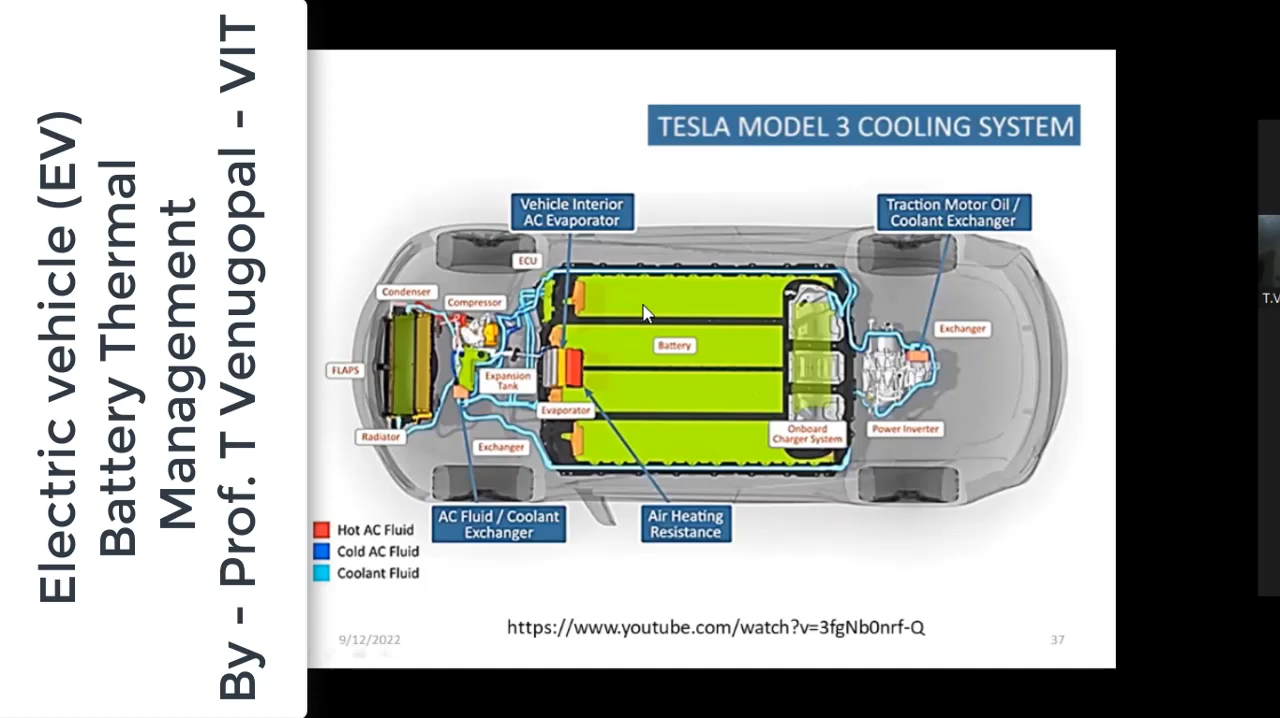 Electric vehicle (EV)
Battery Thermal
Management
By - Prof. T Venugopal - VIT
TESLA MODEL 3 COOLING SYSTEM
Vehicle Interior
AC Evaporator
Traction Motor Oil /
Coolant Exchanger
ECU
Condenser
Compressor
Exchanger
Battery
FLAPS
Expansion
Tank
Evaporator
Onboard
Charger System
Power Inverter
Radiator
Exchanger
AC Fluid / Coolant
Exchanger
Air Heating
Resistance
Hot AC Fluid
Cold AC Fluid
Coolant Fluid
https://www.youtube.com/watch?v=3fgNb0nrf-Q
9/12/2022
37
T.V